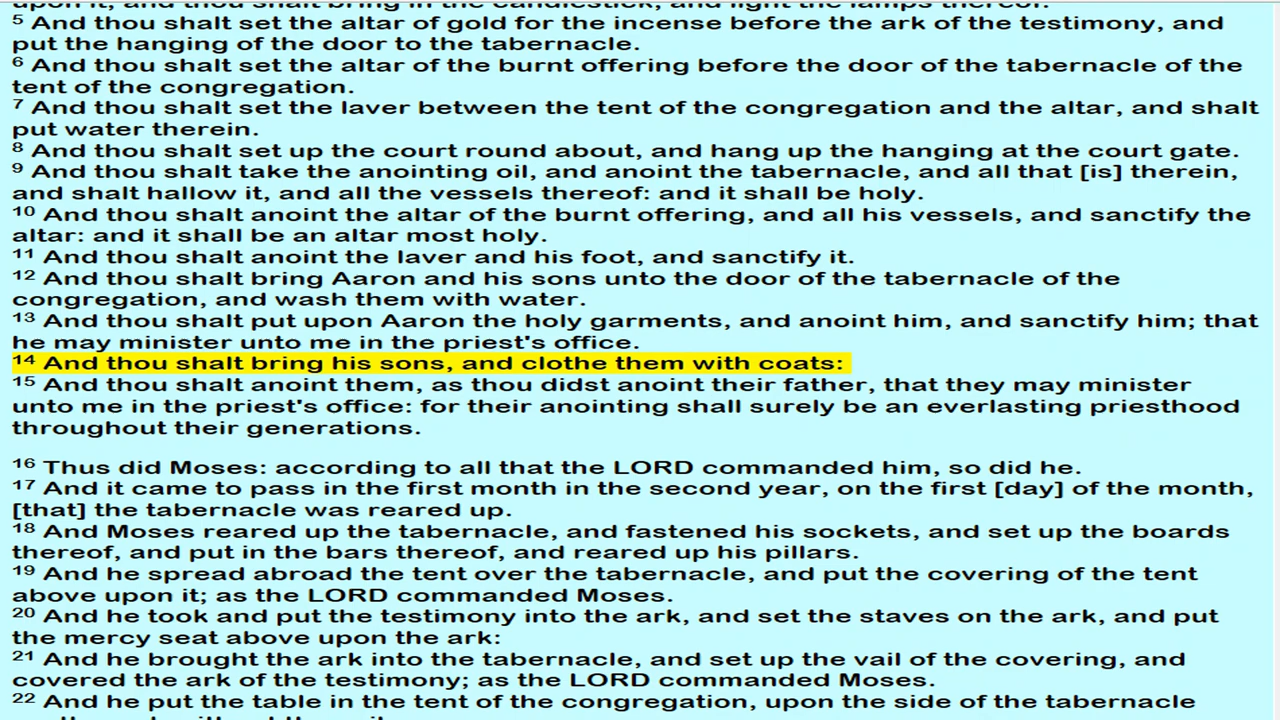 upon it; and thou shalt bring in the candlestick, and light the lamps thereof.
5 And thou shalt set the altar of gold for the incense before the ark of the testimony, and
put the hanging of the door to the tabernacle.
6 And thou shalt set the altar of the burnt offering before the door of the tabernacle of the
tent of the congregation.
7 And thou shalt set the laver between the tent of the congregation and the altar, and shalt
put water therein.
8 And thou shalt set up the court round about, and hang up the hanging at the court gate.
9 And thou shalt take the anointing oil, and anoint the tabernacle, and all that [is] therein,
and shalt hallow it, and all the vessels thereof: and it shall be holy.
10 And thou shalt anoint the altar of the burnt offering, and all his vessels, and sanctify the
altar: and it shall be an altar most holy.
11 And thou shalt anoint the laver and his foot, and sanctify it.
12 And thou shalt bring Aaron and his sons unto the door of the tabernacle of the
congregation, and wash them with water.
13 And thou shalt put upon Aaron the holy garments, and anoint him, and sanctify him; that
he may minister unto me in the priest's office.
14 And thou shalt bring his sons, and clothe them with coats:
15 And thou shalt anoint them, as thou didst anoint their father, that they may minister
unto me in the priest's office: for their anointing shall surely be an everlasting priesthood
throughout their generations.
16 Thus did Moses: according to all that the LORD commanded him, so did he.
17 And it came to pass in the first month in the second year, on the first [day] of the month,
[that] the tabernacle was reared up.
18 And Moses reared up the tabernacle, and fastened his sockets, and set up the boards
thereof, and put in the bars thereof, and reared up his pillars.
19 And he spread abroad the tent over the tabernacle, and put the covering of the tent
above upon it; as the LORD commanded Moses.
20 And he took and put the testimony into the ark, and set the staves on the ark, and put
the mercy seat above upon the ark:
21 And he brought the ark into the tabernacle, and set up the vail of the covering, and
covered the ark of the testimony; as the LORD commanded Moses.
22 And he put the table in the tent of the congregation, upon the side of the tabernacle